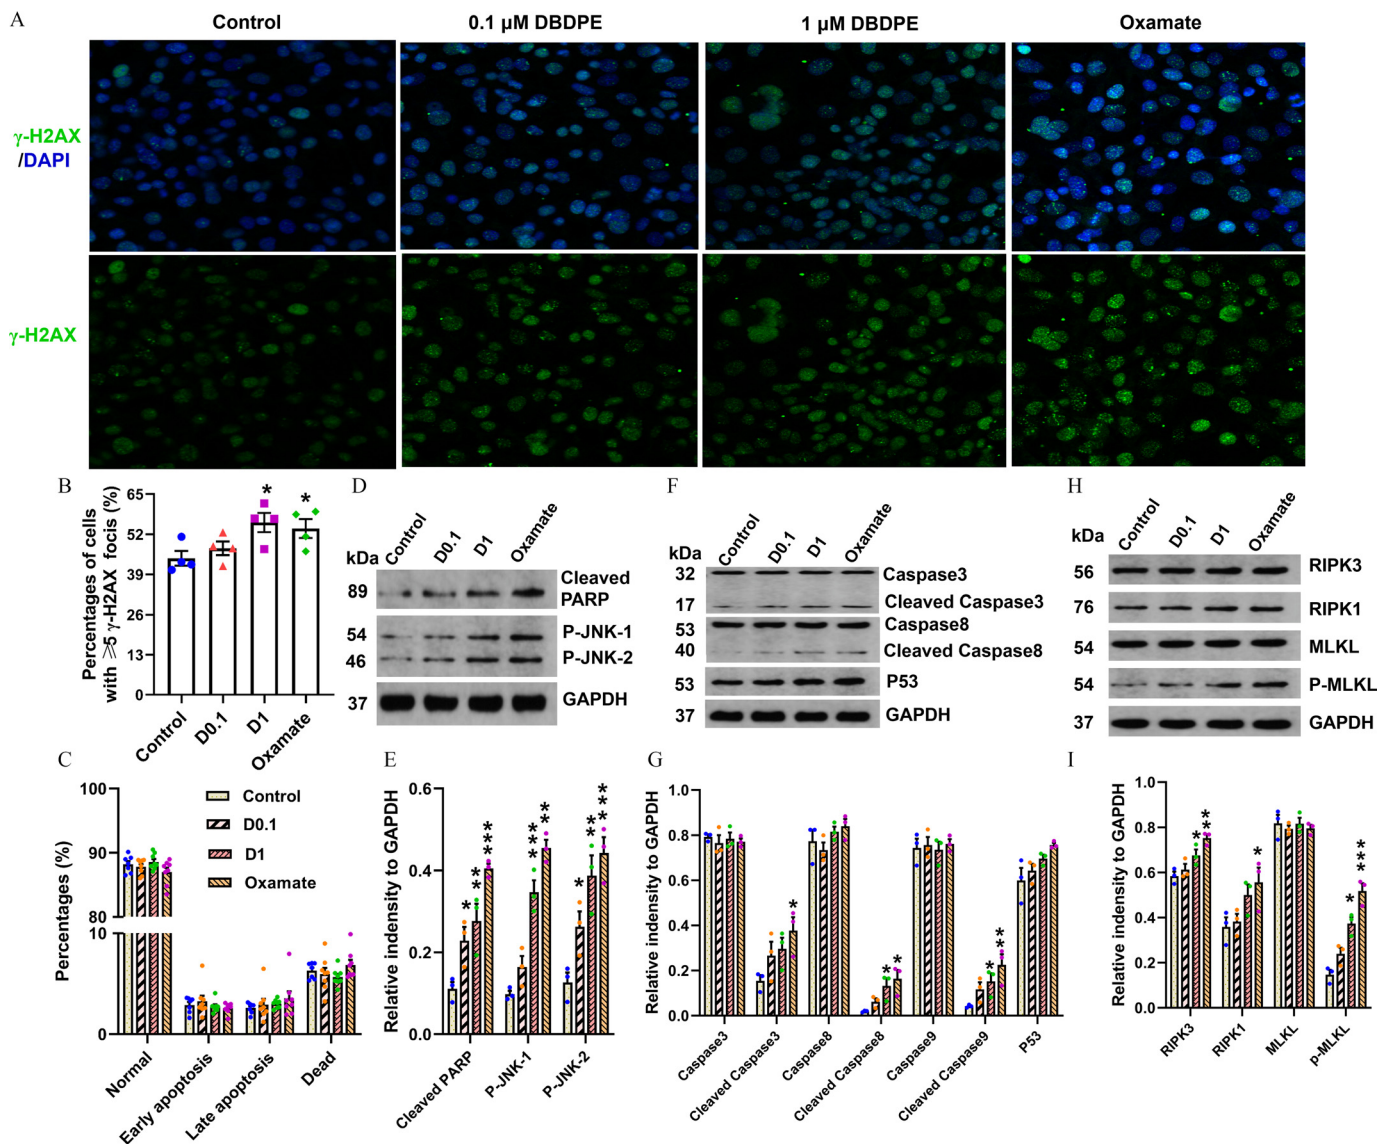 A
Control
0.1 µM DBDPE
1 µM DBDPE
Oxamate
γ-H2AX
/DAPI
γ-H2AX
B
Percentages of cells
with ⩾5 γ-H2AX focis (%)
65
52
39
26
13
0
*
*
Control
D0.1
D1
Oxamate
D
kDa
Control
D0.1
D1
Oxamate
89
Cleaved
PARP
54
P-JNK-1
46
P-JNK-2
37
GAPDH
F
kDa
Control
D0.1
D1
Oxamate
32
Caspase3
17
Cleaved Caspase3
53
Caspase8
40
Cleaved Caspase8
53
P53
37
GAPDH
H
kDa
Control
D0.1
D1
Oxamate
56
RIPK3
76
RIPK1
54
MLKL
54
P-MLKL
37
GAPDH
C
Percentages (%)
100
90
80
10
0
Control
D0.1
D1
Oxamate
Normal
Early apoptosis
Late apoptosis
Dead
E
Relative indensity to GAPDH
0.6
0.4
0.2
0.0
*
**
***
***
**
*
**
***
Cleaved PARP
P-JNK-1
P-JNK-2
G
Relative indensity to GAPDH
1.0
0.8
0.6
0.4
0.2
0.0
*
*
*
*
**
Caspase3
Cleaved Caspase3
Caspase8
Cleaved Caspase8
Caspase9
Cleaved Caspase9
P53
I
Relative indensity to GAPDH
1.0
0.8
0.6
0.4
0.2
0.0
*
**
*
*
***
RIPK3
RIPK1
MLKL
p-MLKL